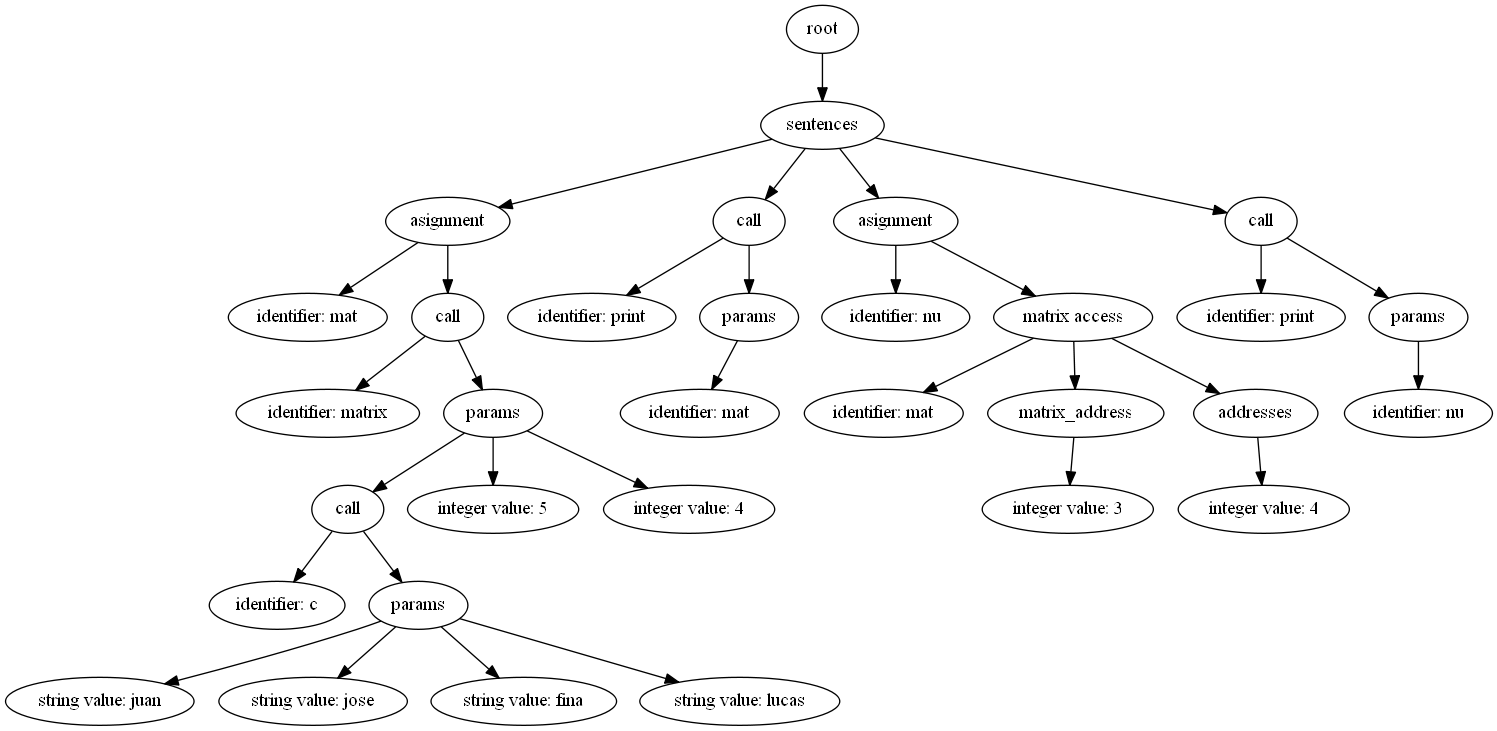 root
sentences
asignment
call
asignment
call
identifier: mat
call
identifier: print
params
identifier: nu
matrix access
identifier: print
params
identifier: matrix
params
identifier: mat
identifier: mat
matrix_address
addresses
identifier: nu
call
integer value: 5
integer value: 4
integer value: 3
integer value: 4
identifier: c
params
string value: juan
string value: jose
string value: fina
string value: lucas